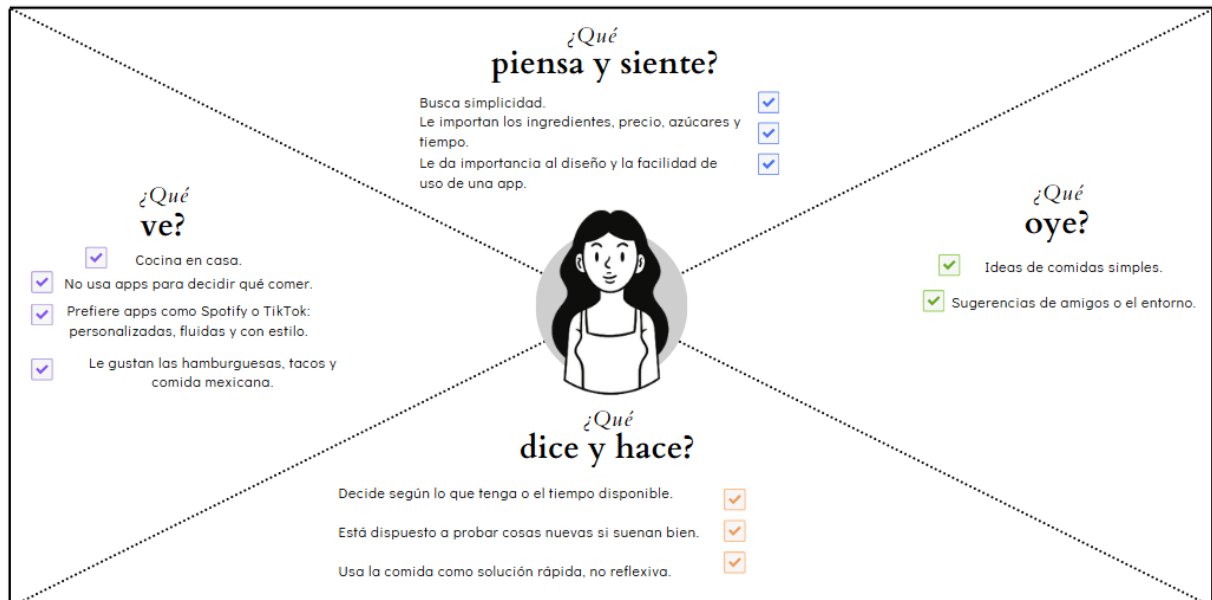 ¿Qué
piensa y siente?
Busca simplicidad.
Le importan los ingredientes, precio, azúcares y
tiempo.
Le da importancia al diseño y la facilidad de
uso de una app.
¿Qué
ve?
Cocina en casa.
No usa apps para decidir qué comer.
Prefiere apps como Spotify o TikTok:
personalizadas, fluidas y con estilo.
Le gustan las hamburguesas, tacos y
comida mexicana.
¿Qué
oye?
Ideas de comidas simples.
Sugerencias de amigos o el entorno.
¿Qué
dice y hace?
Decide según lo que tenga o el tiempo disponible.
Está dispuesto a probar cosas nuevas si suenan bien.
Usa la comida como solución rápida, no reflexiva.